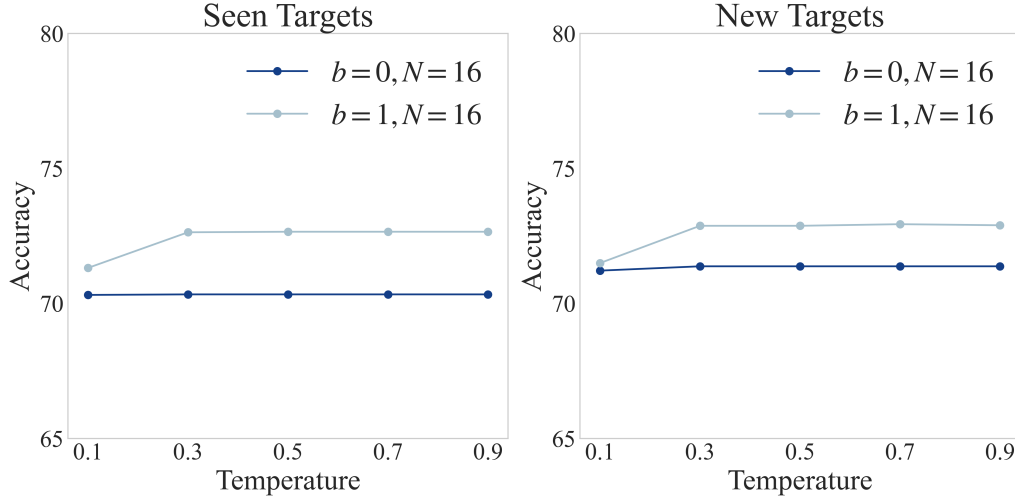 Seen Targets
80
75
70
65
Accuracy
b=0, N=16
b=1, N=16
0.1 0.3 0.5 0.7 0.9
Temperature
New Targets
80
75
70
65
Accuracy
b=0, N=16
b=1, N=16
0.1 0.3 0.5 0.7 0.9
Temperature